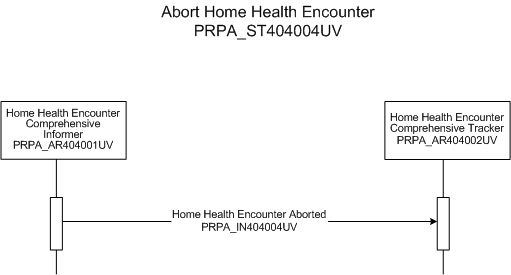 Abort Home Health Encounter
PRPA_ST404004UV
Home Health Encounter
Comprehensive
Informer
PRPA_AR404001UV
Home Health Encounter
Comprehensive Tracker
PRPA_AR404002UV
Home Health Encounter Aborted
PRPA_IN404004UV